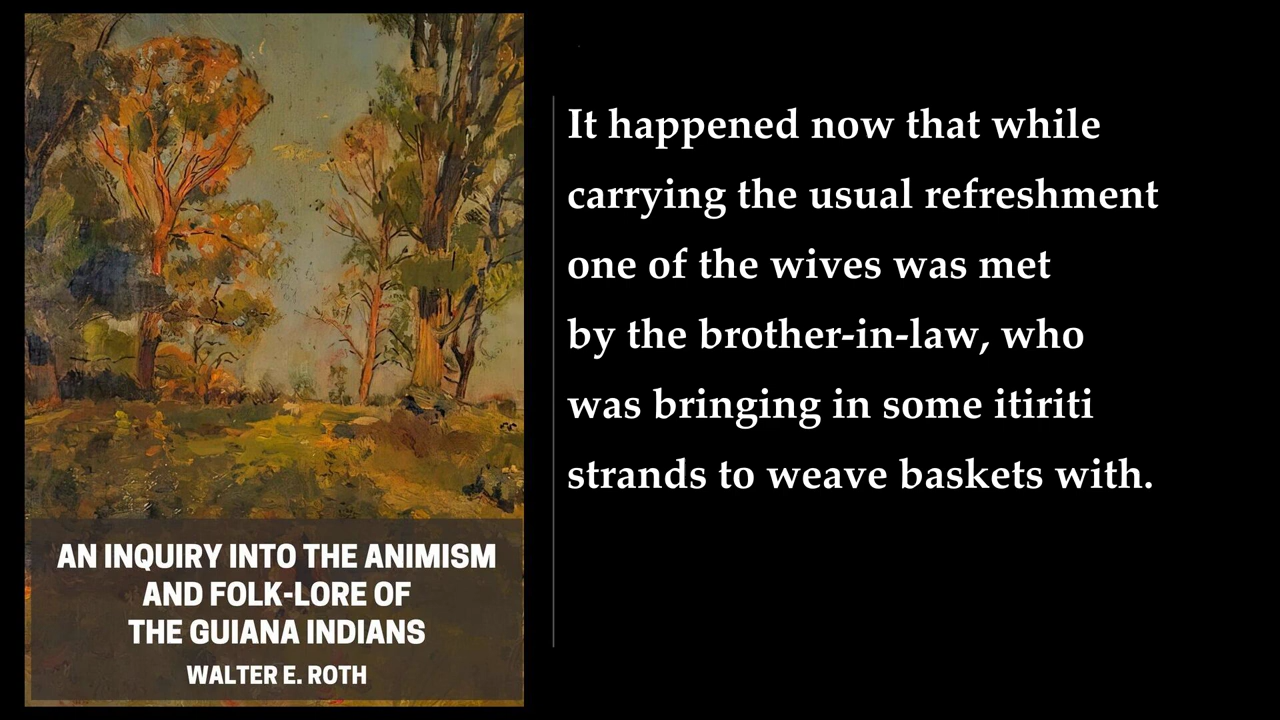 It happened now that while
carrying the usual refreshment
one of the wives was met
by the brother-in-law, who
was bringing in some itiriti
strands to weave baskets with.
AN INQUIRY INTO THE ANIMISM
AND FOLK-LORE OF
THE GUIANA INDIANS
WALTER E. ROTH